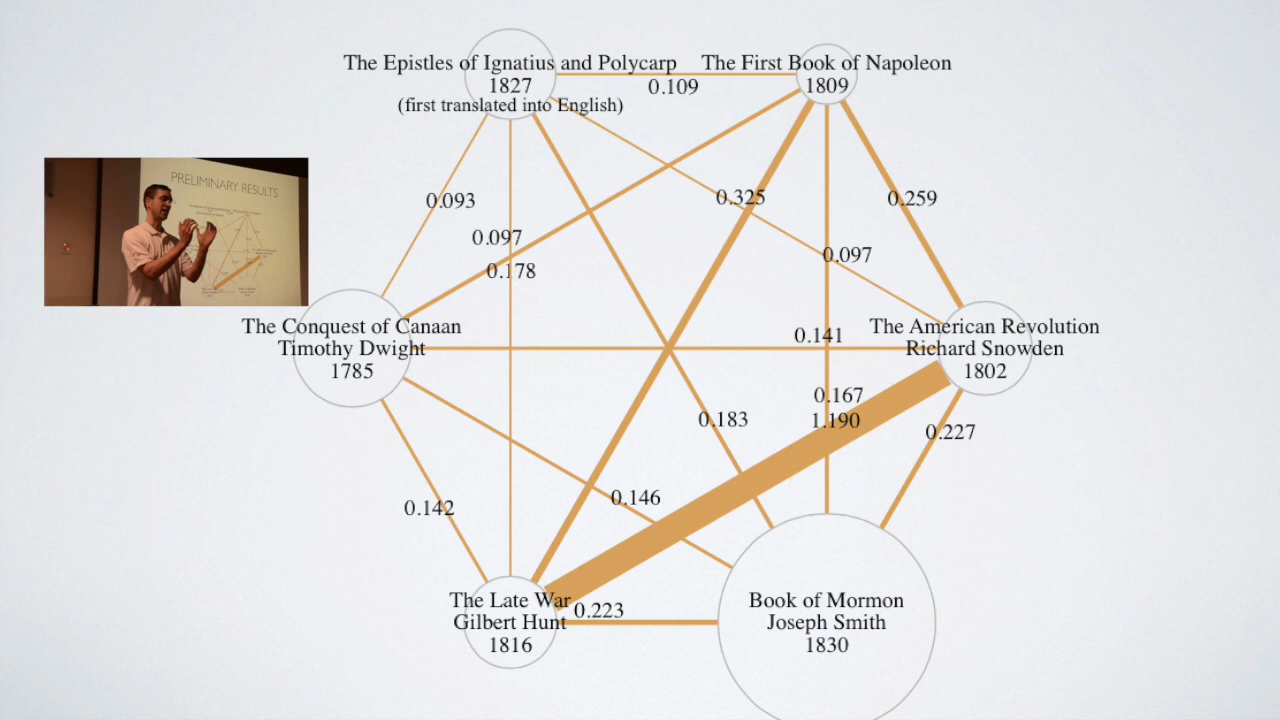 The Epistles of Ignatius and Polycarp
1827
(first translated into English)
The First Book of Napoleon
1809
0.109
PRELIMINARY RESULTS
0.093
0.325
0.259
0.097
0.178
0.097
The Conquest of Canaan
Timothy Dwight
1785
0.141
The American Revolution
Richard Snowden
1802
0.167
1.190
0.183
0.227
0.146
0.142
The Late War
Gilbert Hunt
1816
0.223
Book of Mormon
Joseph Smith
1830